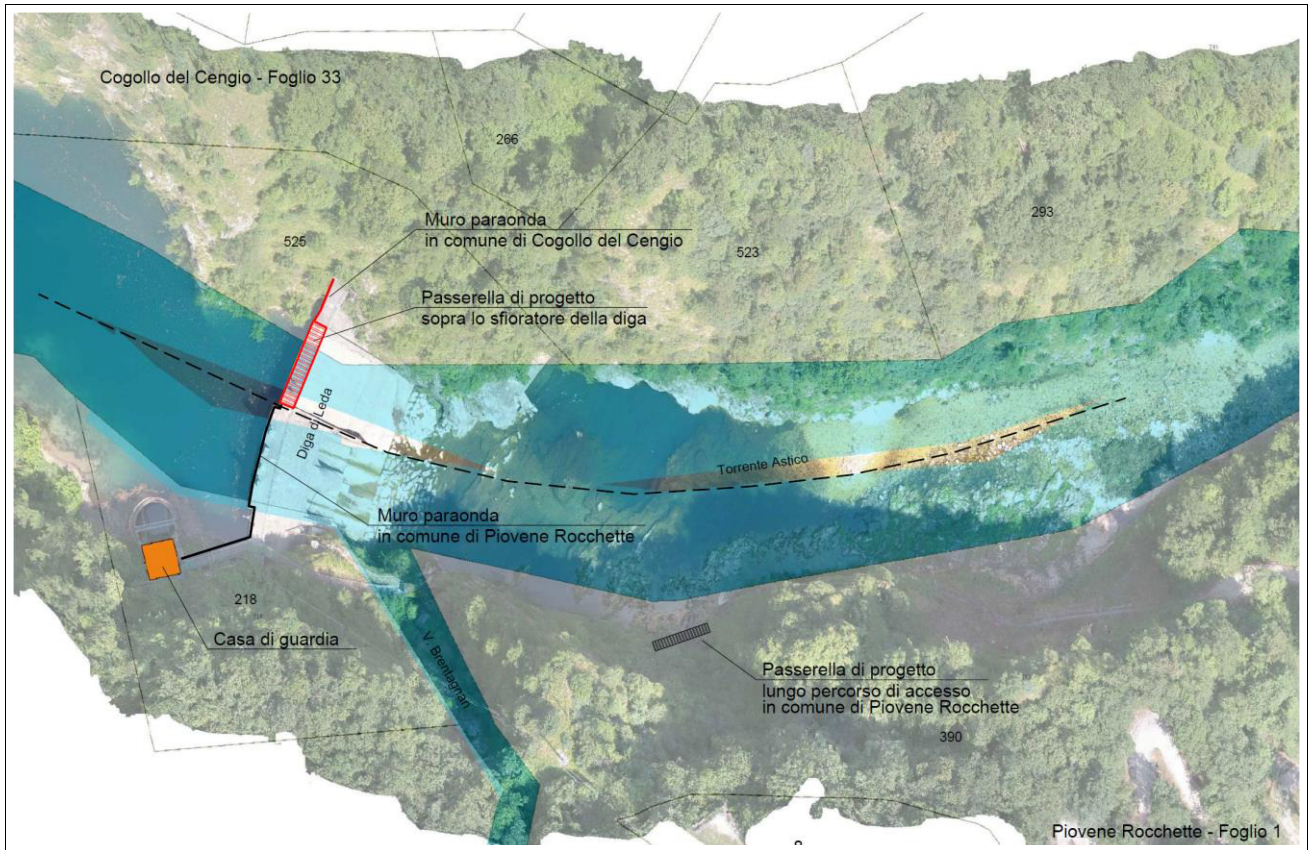 Cogollo del Cengio - Foglio 33
266
293
525
Muro paraonda
in comune di Cogollo del Cengio
523
Passerella di progetto
sopra lo sfioratore della diga
Diga di Leda
Torrente Astico
Muro paraonda
in comune di Piovene Rocchette
218
Casa di guardia
V. Brentagnan
Passerella di progetto
lungo percorso di accesso
in comune di Piovene Rocchette
390
Piovene Rocchette - Foglio 1